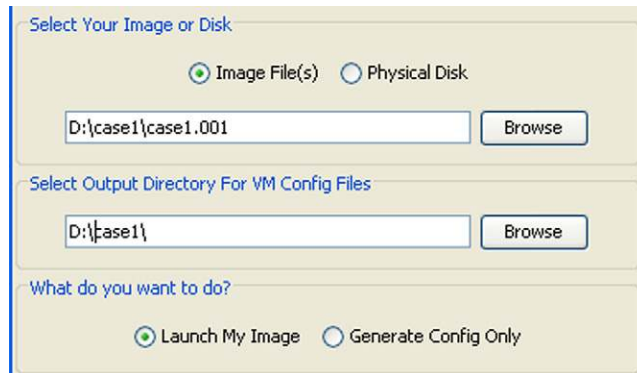 Select Your Image or Disk
Image File(s) Physical Disk
D:\case1\case1.001 Browse
Select Output Directory For VM Config Files
D:\case1\ Browse
What do you want to do?
Launch My Image Generate Config Only